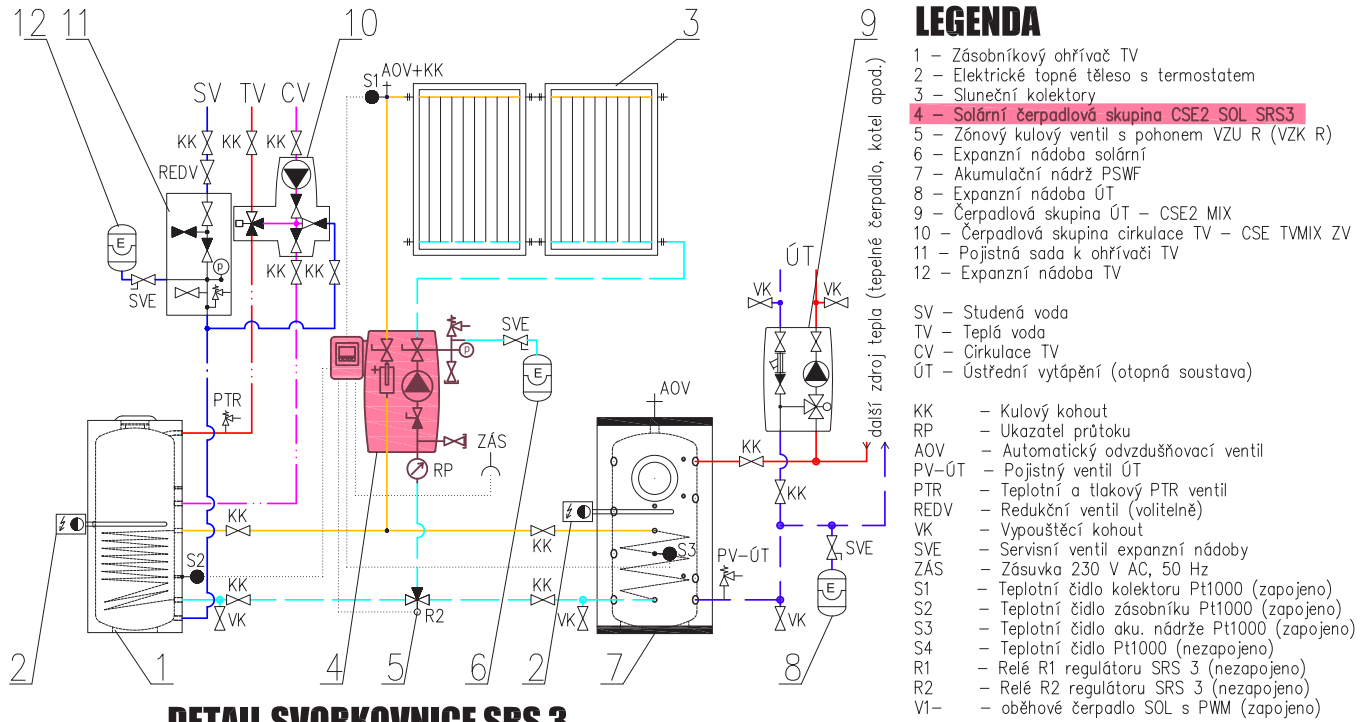 12
11
10
3
9
SV
TV
CV
S1
AOV+KK
KK
KK
KK
REDV
E
P
SVE
KK
KK
ÚT
VK
VK
další zdroj tepla (tepelné čerpadlo, kotel apod.)
SVE
P
E
PTR
ZÁS
RP
AOV
KK
KK
KK
KK
S2
S3
PV-ÚT
SVE
KK
KK
VK
R2
VK
VK
E
2
1
4
5
6
2
7
8
DETAIL SVORKOVNICE SRS 3
LEGENDA
1 – Zásobníkový ohřívač TV
2 – Elektrické topné těleso s termostatem
3 – Sluneční kolektory
4 – Solární čerpadlová skupina CSE2 SOL SRS3
5 – Zónový kulový ventil s pohonem VZU R (VZK R)
6 – Expanzní nádoba solární
7 – Akumulační nádrž PSWF
8 – Expanzní nádoba ÚT
9 – Čerpadlová skupina ÚT – CSE2 MIX
10 – Čerpadlová skupina cirkulace TV – CSE TVMIX ZV
11 – Pojistná sada k ohřívači TV
12 – Expanzní nádoba TV
SV – Studená voda
TV – Teplá voda
CV – Cirkulace TV
ÚT – Ústřední vytápění (otopná soustava)
KK – Kulový kohout
RP – Ukazatel průtoku
AOV – Automatický odvzdušňovací ventil
PV-ÚT – Pojistný ventil ÚT
PTR – Teplotní a tlakový PTR ventil
REDV – Redukční ventil (volitelně)
VK – Vypouštěcí kohout
SVE – Servisní ventil expanzní nádoby
ZÁS – Zásuvka 230 V AC, 50 Hz
S1 – Teplotní čidlo kolektoru Pt1000 (zapojeno)
S2 – Teplotní čidlo zásobníku Pt1000 (zapojeno)
S3 – Teplotní čidlo aku. nádrže Pt1000 (zapojeno)
S4 – Teplotní čidlo Pt1000 (nezapojeno)
R1 – Relé R1 regulátoru SRS 3 (nezapojeno)
R2 – Relé R2 regulátoru SRS 3 (nezapojeno)
V1– – oběhové čerpadlo SOL s PWM (zapojeno)